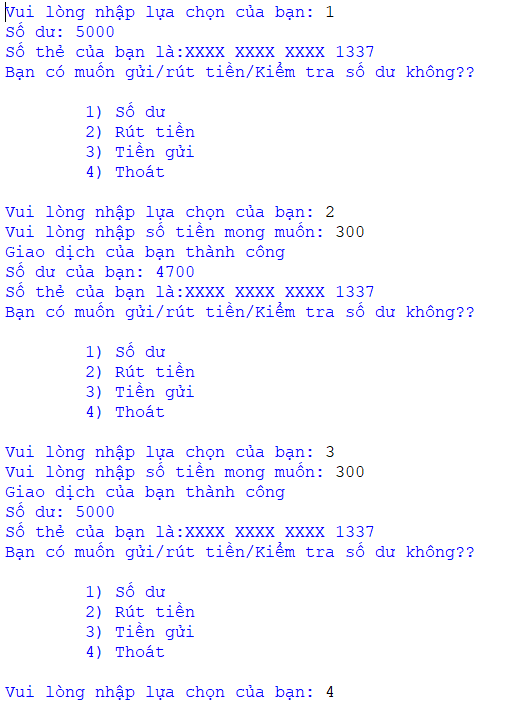 Vui lòng nhập lựa chọn của bạn: 1
Số dư: 5000
Số thẻ của bạn là:XXXX XXXX XXXX 1337
Bạn có muốn gửi/rút tiền/Kiểm tra số dư không??
1) Số dư
2) Rút tiền
3) Tiền gửi
4) Thoát
Vui lòng nhập lựa chọn của bạn: 2
Vui lòng nhập số tiền mong muốn: 300
Giao dịch của bạn thành công
Số dư của bạn: 4700
Số thẻ của bạn là:XXXX XXXX XXXX 1337
Bạn có muốn gửi/rút tiền/Kiểm tra số dư không??
1) Số dư
2) Rút tiền
3) Tiền gửi
4) Thoát
Vui lòng nhập lựa chọn của bạn: 3
Vui lòng nhập số tiền mong muốn: 300
Giao dịch của bạn thành công
Số dư: 5000
Số thẻ của bạn là:XXXX XXXX XXXX 1337
Bạn có muốn gửi/rút tiền/Kiểm tra số dư không??
1) Số dư
2) Rút tiền
3) Tiền gửi
4) Thoát
Vui lòng nhập lựa chọn của bạn: 4